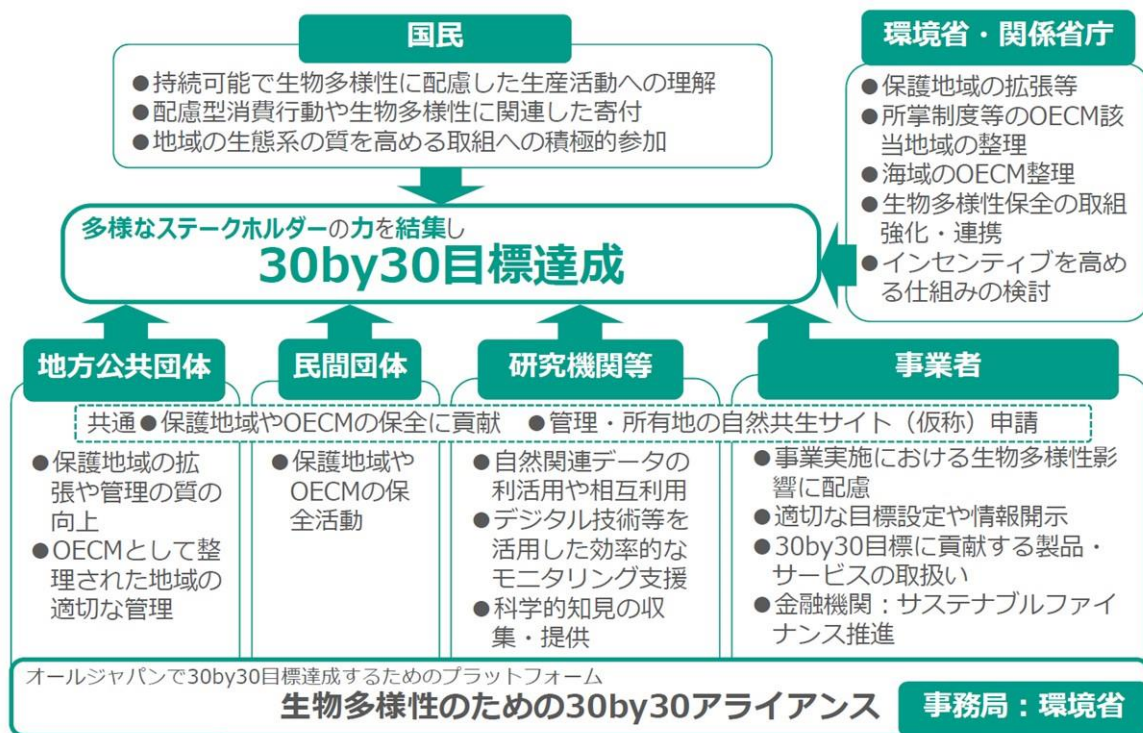 国民
●持続可能で生物多様性に配慮した生産活動への理解
●配慮型消費行動や生物多様性に関連した寄付
●地域の生態系の質を高める取組への積極的参加
環境省・関係省庁
●保護地域の拡張等
●所掌制度等のOECM該
当地域の整理
●海域のOECM整理
●生物多様性保全の取組
強化・連携
●インセンティブを高め
る仕組みの検討
多様なステークホルダーの力を結集し
30by30目標達成
地方公共団体
民間団体
研究機関等
事業者
共通●保護地域やOECMの保全に貢献 ●管理・所有地の自然共生サイト（仮称）申請
●保護地域の拡
張や管理の質の
向上
●OECMとして整
理された地域の
適切な管理
●保護地域や
OECMの保
全活動
●自然関連データの
利活用や相互利用
●デジタル技術等を
活用した効率的な
モニタリング支援
●科学的知見の収
集・提供
●事業実施における生物多様性影
響に配慮
●適切な目標設定や情報開示
●30by30目標に貢献する製品・
サービスの取扱い
●金融機関：サステナブルファイ
ナンス推進
オールジャパンで30by30目標達成するためのプラットフォーム
生物多様性のための30by30アライアンス
事務局：環境省